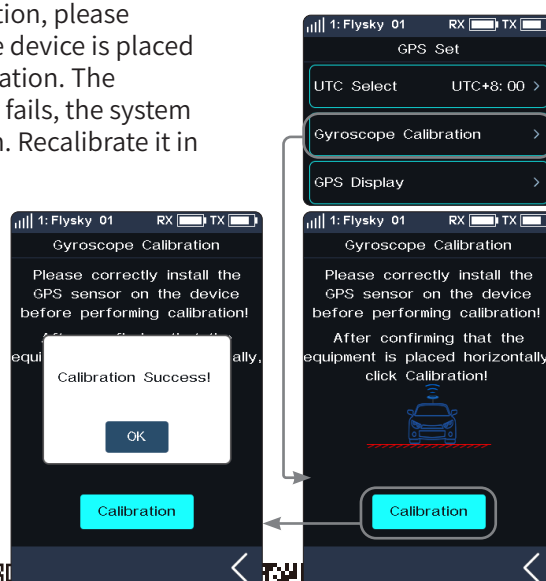 tion, please
e device is placed
ation. The
fails, the system
n. Recalibrate it in
1: Flysky 01 RX TX
GPS Set
UTC Select UTC+8: 00 >
Gyroscope Calibration >
GPS Display >
1: Flysky 01 RX TX
Gyroscope Calibration
Please correctly install the
GPS sensor on the device
before performing calibration!
equi ally,
Calibration Success!
OK
Calibration
1: Flysky 01 RX TX
Gyroscope Calibration
Please correctly install the
GPS sensor on the device
before performing calibration!
After confirming that the
equipment is placed horizontally
click Calibration!
Calibration